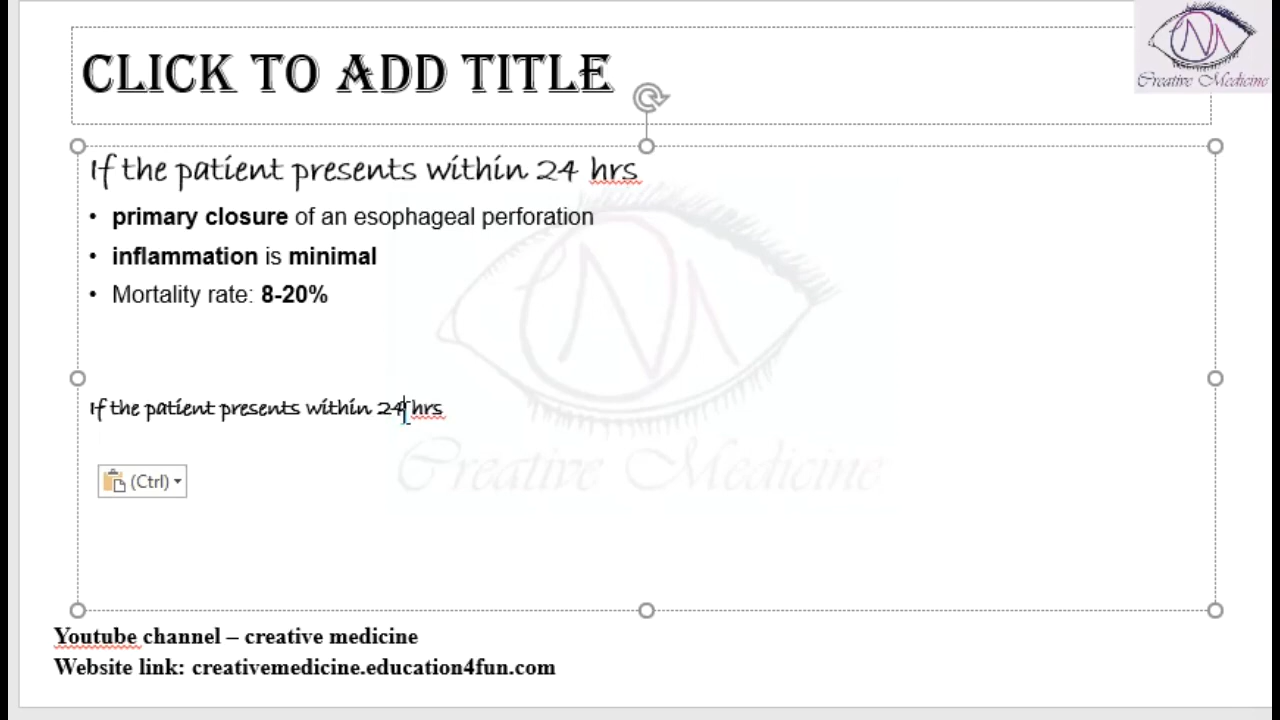 CLICK TO ADD TITLE
Creative Medicine
If the patient presents within 24 hrs
• primary closure of an esophageal perforation
• inflammation is minimal
• Mortality rate: 8-20%
If the patient presents within 24 hrs
Creative Medicine
(Ctrl)
Youtube channel – creative medicine
Website link: creativemedicine.education4fun.com